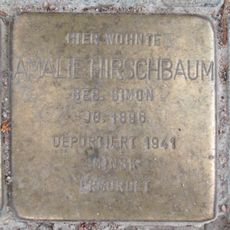 HIER WOHNTE
AMALIE HIRSCHBAUM
GEB. SIMON
JG. 1896
DEPORTIERT 1941
MINSK
ERMORDET